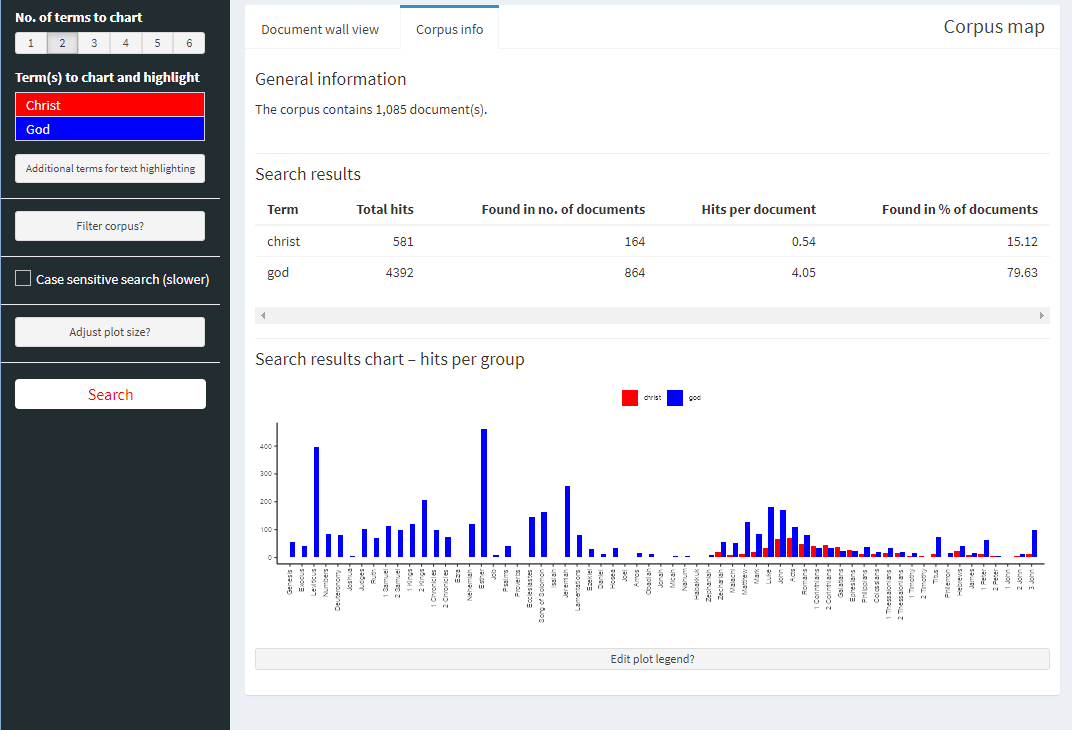 No. of terms to chart
1 2 3 4 5 6
Term(s) to chart and highlight
Christ
God
Additional terms for text highlighting
Filter corpus?
Case sensitive search (slower)
Adjust plot size?
Search
Document wall view Corpus info Corpus map
General information
The corpus contains 1,085 document(s).
Search results
Term Total hits Found in no. of documents Hits per document Found in % of documents
christ 581 164 0.54 15.12
god 4392 864 4.05 79.63
Search results chart – hits per group
christ god
400
300
200
100
0
Genesis Exodus Leviticus Numbers Deuteronomy Joshua Judges Ruth 1 Samuel 2 Samuel 1 Kings 2 Kings 1 Chronicles 2 Chronicles Ezra Nehemiah Esther Job Psalms Proverbs Ecclesiastes Song of Solomon Isaiah Jeremiah Lamentations Ezekiel Daniel Hosea Joel Amos Obadiah Jonah Micah Nahum Habakkuk Zephaniah Zechariah Malachi Matthew Mark Luke John Acts Romans 1 Corinthians 2 Corinthians Galatians Ephesians Philippians Colossians 1 Thessalonians 2 Thessalonians 1 Timothy 2 Timothy Titus Philemon Hebrews James 1 Peter 2 Peter 1 John 2 John 3 John
Edit plot legend?